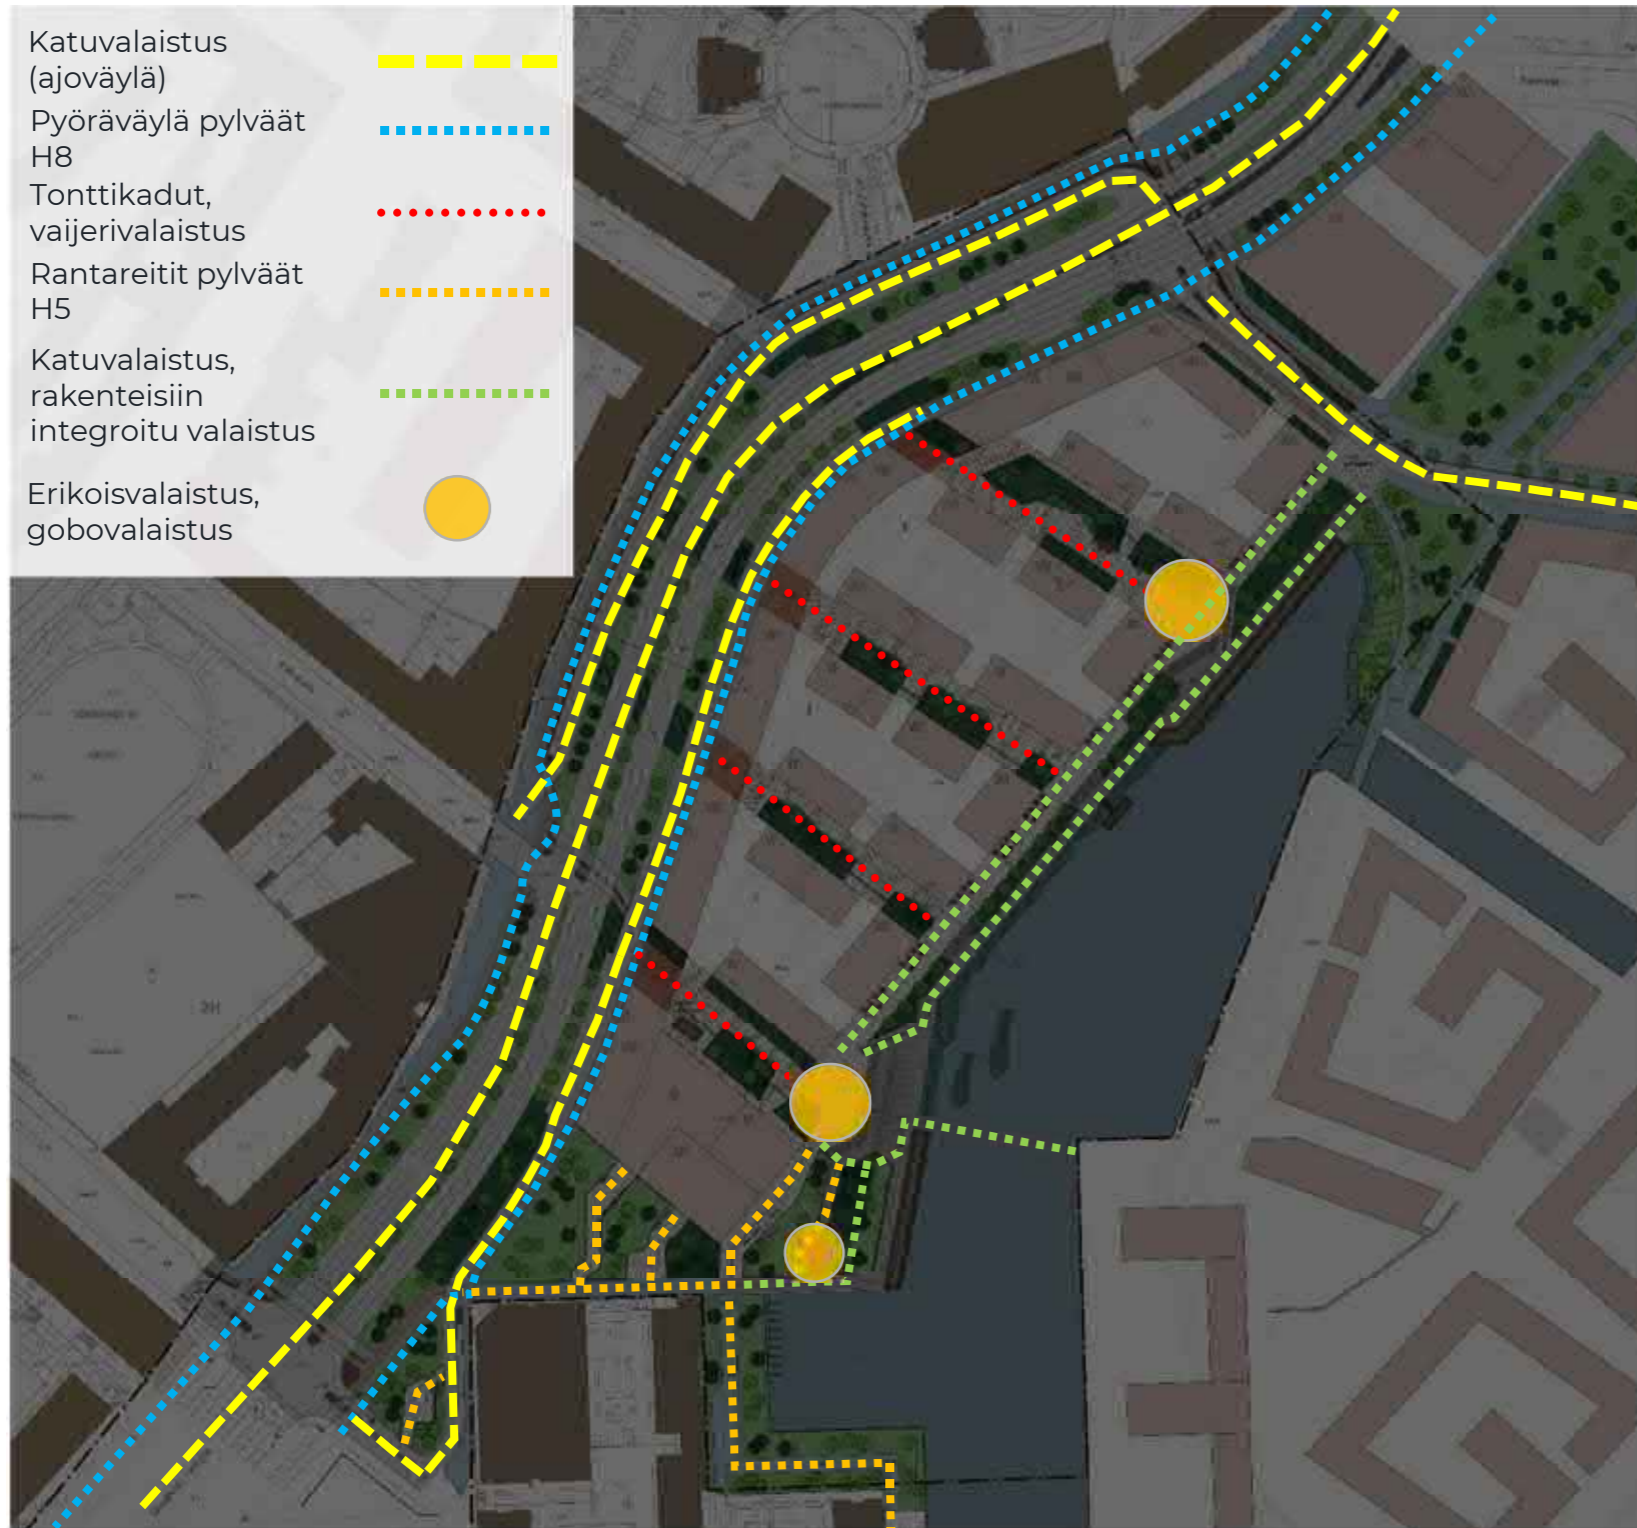 Katuvalaistus
(ajoväylä)
Pyöräväylä pylväät
H8
Tonttikadut,
vaijerivalaistus
Rantareitit pylväät
H5
Katuvalaistus,
rakenteisiin
integroitu valaistus
Erikoisvalaistus,
gobovalaistus